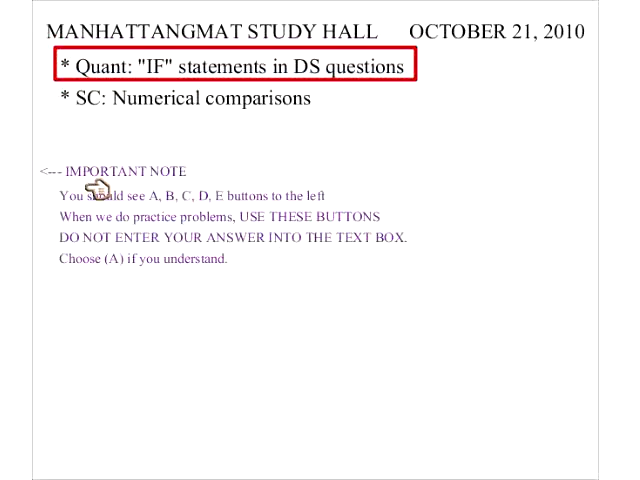 MANHATTANGMAT STUDY HALL OCTOBER 21, 2010
* Quant: "IF" statements in DS questions
* SC: Numerical comparisons
<--- IMPORTANT NOTE
You should see A, B, C, D, E buttons to the left
When we do practice problems, USE THESE BUTTONS
DO NOT ENTER YOUR ANSWER INTO THE TEXT BOX.
Choose (A) if you understand.